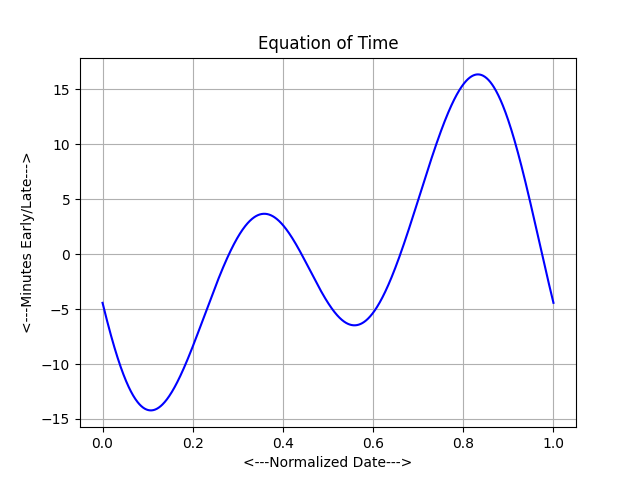 Equation of Time
<---Minutes Early/Late--->
15
10
5
0
−5
−10
−15
0.0 0.2 0.4 0.6 0.8 1.0
<---Normalized Date--->